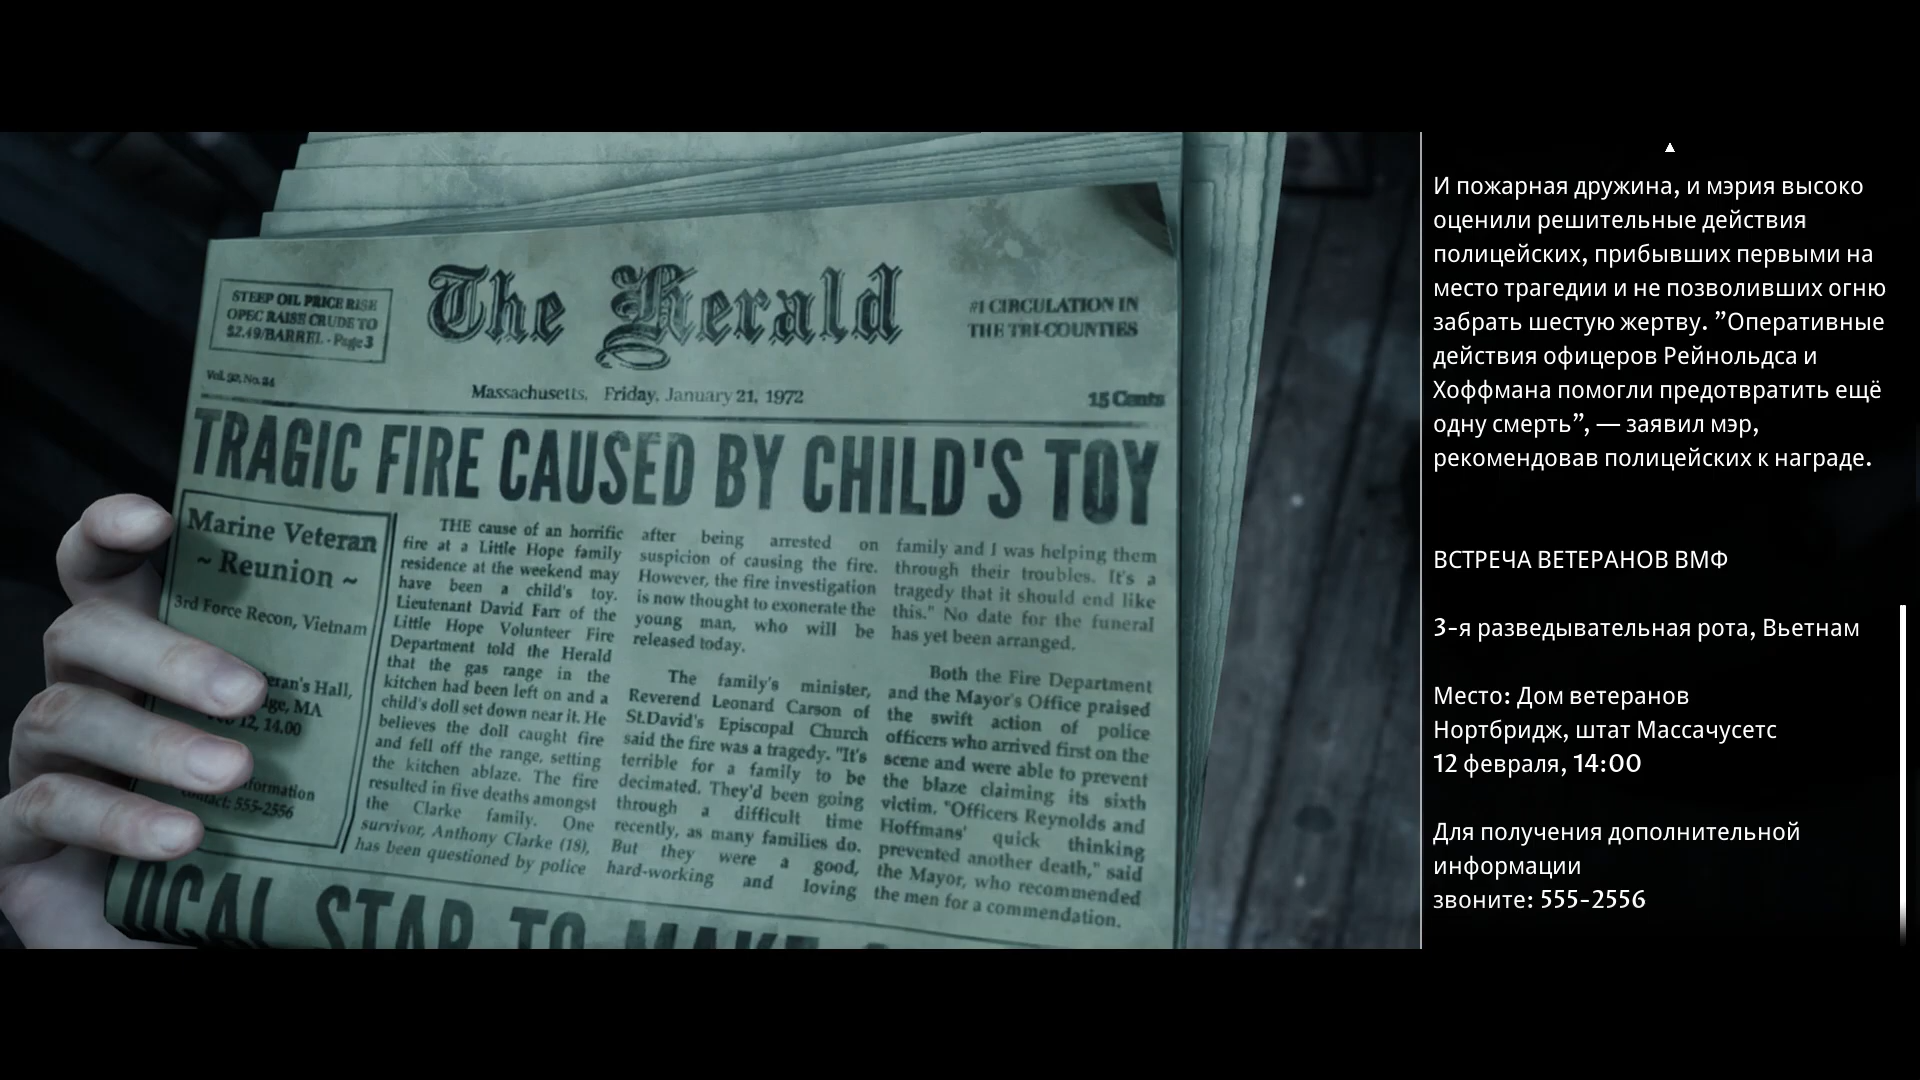 STEEP OIL PRICE RISE
OPEC RAISE CRUDE TO
$2.49/BARREL - Page 3
The Herald
#1 CIRCULATION IN
THE TRI-COUNTIES
Vol. 92, No. 24
Massachusetts, Friday, January 21, 1972
15 Cents
TRAGIC FIRE CAUSED BY CHILD'S TOY
Marine Veteran
~ Reunion ~
3rd Force Recon, Vietnam
Hall,
MA
12, 14.00
555-2556
THE cause of an horrific
fire at a Little Hope family
residence at the weekend may
have been a child's toy.
Lieutenant David Farr of the
Little Hope Volunteer Fire
Department told the Herald
that the gas range in the
kitchen had been left on and a
child's doll set down near it. He
believes the doll caught fire
and fell off the range, setting
the kitchen ablaze. The fire
resulted in five deaths amongst
the Clarke family. One
survivor, Anthony Clarke (18),
has been questioned by police
after being arrested on
suspicion of causing the fire.
However, the fire investigation
is now thought to exonerate the
young man, who will be
released today.
The family's minister,
Reverend Leonard Carson of
St.David's Episcopal Church
said the fire was a tragedy. "It's
terrible for a family to be
decimated. They'd been going
through a difficult time
recently, as many families do.
But they were a good,
hard-working and loving
family and I was helping them
through their troubles. It's a
tragedy that it should end like
this." No date for the funeral
has yet been arranged.
Both the Fire Department
and the Mayor's Office praised
the swift action of police
officers who arrived first on the
scene and were able to prevent
the blaze claiming its sixth
victim. "Officers Reynolds and
Hoffmans' quick thinking
prevented another death," said
the Mayor, who recommended
the men for a commendation.
STAR TO MAKE
И пожарная дружина, и мэрия высоко
оценили решительные действия
полицейских, прибывших первыми на
место трагедии и не позволивших огню
забрать шестую жертву. ”Оперативные
действия офицеров Рейнольдса и
Хоффмана помогли предотвратить ещё
одну смерть”, — заявил мэр,
рекомендовав полицейских к награде.
ВСТРЕЧА ВЕТЕРАНОВ ВМФ
3-я разведывательная рота, Вьетнам
Место: Дом ветеранов
Нортбридж, штат Массачусетс
12 февраля, 14:00
Для получения дополнительной
информации
звоните: 555-2556